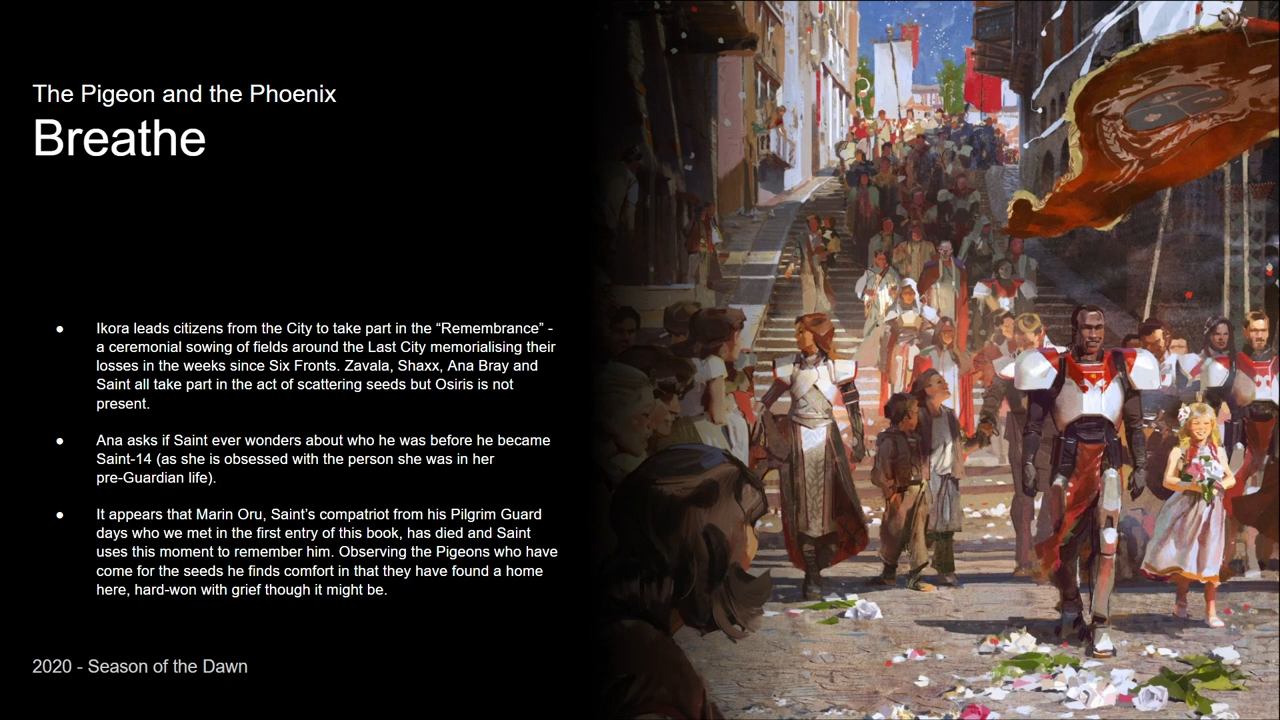 The Pigeon and the Phoenix
Breathe
● Ikora leads citizens from the City to take part in the “Remembrance” -
a ceremonial sowing of fields around the Last City memorialising their
losses in the weeks since Six Fronts. Zavala, Shaxx, Ana Bray and
Saint all take part in the act of scattering seeds but Osiris is not
present.
● Ana asks if Saint ever wonders about who he was before he became
Saint-14 (as she is obsessed with the person she was in her
pre-Guardian life).
● It appears that Marin Oru, Saint’s compatriot from his Pilgrim Guard
days who we met in the first entry of this book, has died and Saint
uses this moment to remember him. Observing the Pigeons who have
come for the seeds he finds comfort in that they have found a home
here, hard-won with grief though it might be.
2020 - Season of the Dawn